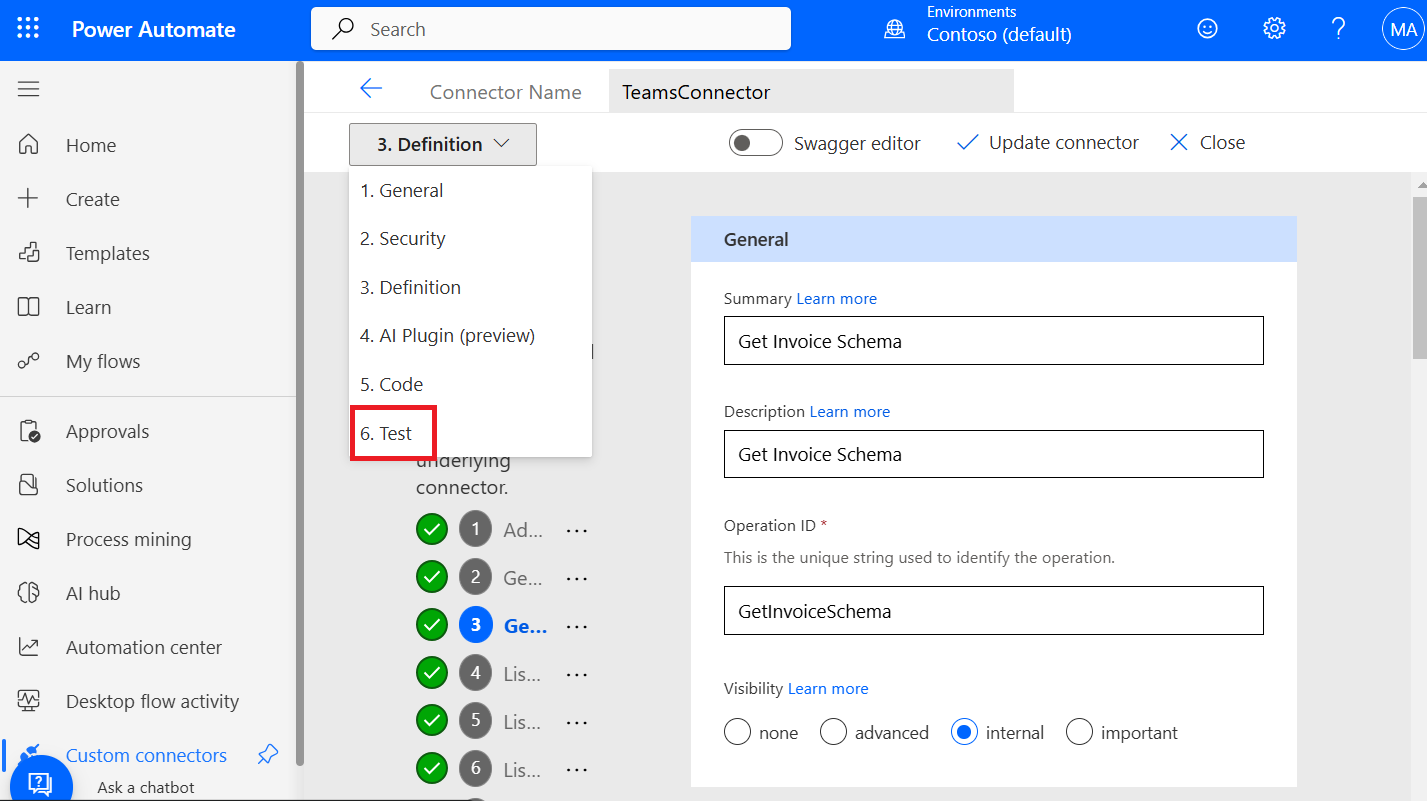 Power Automate
Search
Environments
Contoso (default)
MA
Home
Create
Templates
Learn
My flows
Approvals
Solutions
Process mining
AI hub
Automation center
Desktop flow activity
Custom connectors
Ask a chatbot
Connector Name
TeamsConnector
3. Definition
Swagger editor
Update connector
Close
1. General
2. Security
3. Definition
4. AI Plugin (preview)
5. Code
6. Test
underlying
connector.
1 Ad... ...
2 Ge... ...
3 Ge... ...
4 Lis... ...
5 Lis... ...
6 Lis... ...
General
Summary Learn more
Get Invoice Schema
Description Learn more
Get Invoice Schema
Operation ID *
This is the unique string used to identify the operation.
GetInvoiceSchema
Visibility Learn more
none advanced internal important